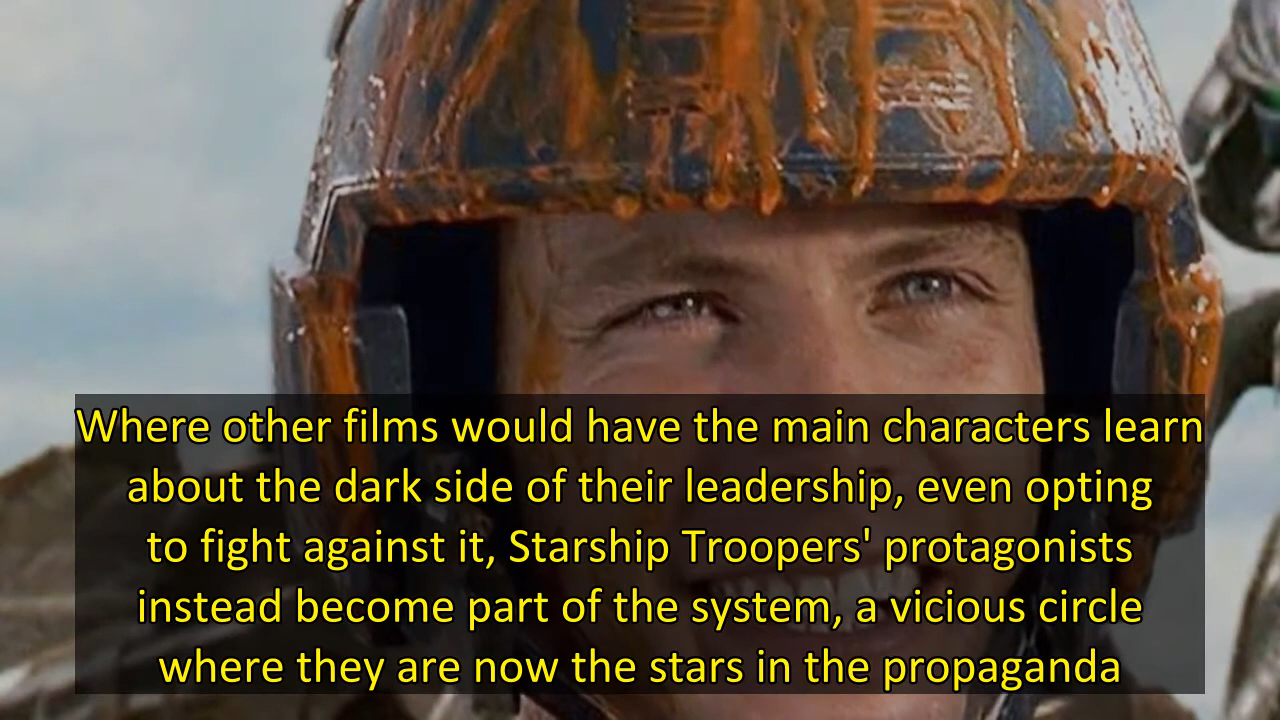 Where other films would have the main characters learn
about the dark side of their leadership, even opting
to fight against it, Starship Troopers' protagonists
instead become part of the system, a vicious circle
where they are now the stars in the propaganda